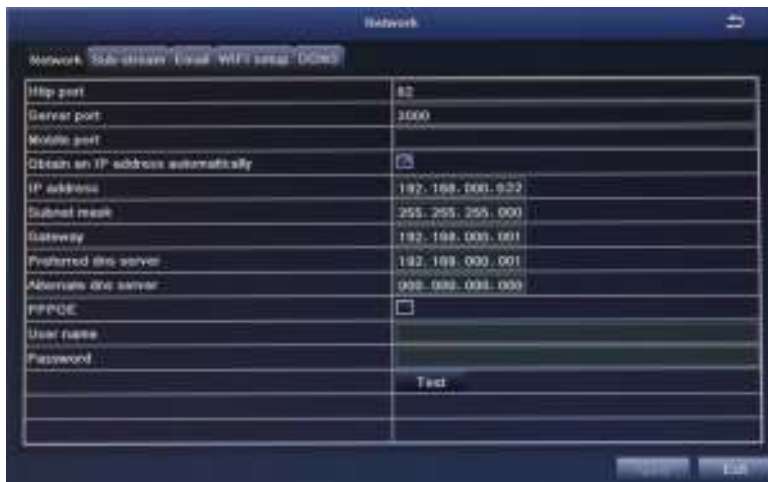 Network
Network Sub-stream Email WIFI setup DDNS
Http port 82
Server port 3000
Mobile port
Obtain an IP address automatically
IP address 192.168.000.032
Subnet mask 255.255.255.000
Gateway 192.168.000.001
Preferred dns server 192.168.000.001
Alternate dns server 000.000.000.000
PPPOE
User name
Password
Test
Exit